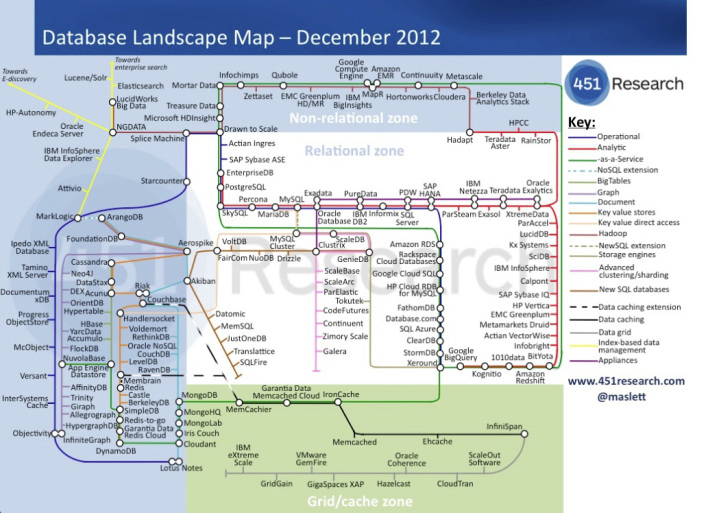 Database Landscape Map – December 2012
Towards
E-discovery
Towards
enterprise search
Lucene/Solr
Elasticsearch
LucidWorks
Big Data
HP-Autonomy
Oracle
Endeca Server
NGDATA
IBM InfoSphere
Data Explorer
Attivio
Splice Machine
Starcounter
MarkLogic
ArangoDB
FoundationDB
Infochimps
Qubole
Google
Compute
Engine
Amazon
EMR
Continuuity
Metascale
Mortar Data
Zettaset
EMC Greenplum
HD/MR
IBM
BigInsights
MapR
Hortonworks
Cloudera
Berkeley Data
Analytics Stack
Treasure Data
Microsoft HDInsight
Non-relational zone
Hadapt
Teradata
Aster
HPCC
RainStor
Drawn to Scale
Relational zone
Actian Ingres
SAP Sybase ASE
EnterpriseDB
PostgreSQL
SkySQL
Percona
MariaDB
MySQL
Exadata
Oracle
Database
PureData
IBM
DB2
Informix
PDW
SQL
Server
SAP
HANA
ParSteam
IBM
Netezza
Exasol
Teradata
Oracle
Exalytics
XtremeData
ParAccel
LucidDB
Kx Systems
SciDB
IBM InfoSphere
Calpont
SAP Sybase IQ
HP Vertica
EMC Greenplum
Metamarkets Druid
Actian VectorWise
Infobright
BitYota
Ipedo XML
Database
Tamino
XML Server
Documentum
xDB
Progress
ObjectStore
McObject
Versant
InterSystems
Cache
Objectivity
Aerospike
VoltDB
FairCom
NuoDB
MySQL
Cluster
Drizzle
Clustrix
ScaleDB
GenieDB
ScaleBase
ScaleArc
ParElastic
Tokutek
CodeFutures
Continuent
Zimory Scale
Galera
Amazon RDS
Rackspace
Cloud Databases
Google Cloud SQL
HP Cloud RDB
for MySQL
FathomDB
Database.com
SQL Azure
ClearDB
StormDB
Xeround
Google
BigQuery
Kognitio
1010data
Amazon
Redshift
Cassandra
Neo4J
DataStax
DEX
Acunu
OrientDB
Hypertable
HBase
YarcData
Accumulo
FlockDB
NuvolaBase
App Engine
Datastore
AffinityDB
Trinity
Giraph
Allegrograph
HypergraphDB
InfiniteGraph
Akiban
Riak
Couchbase
Handlersocket
Voldemort
RethinkDB
Oracle NoSQL
CouchDB
LevelDB
RavenDB
Membrain
Redis
Castle
BerkeleyDB
SimpleDB
Redis-to-go
Garantia Data
Redis Cloud
DynamoDB
Datomic
MemSQL
JustOneDB
Translattice
SQLFire
MongoDB
MongoHQ
MongoLab
Iris Couch
Cloudant
Lotus Notes
MemCachier
Garantia Data
Memcached Cloud
IronCache
Memcached
Ehcache
InfiniSpan
IBM
eXtreme
Scale
VMware
GemFire
Oracle
Coherence
ScaleOut
Software
GridGain
GigaSpaces XAP
Hazelcast
CloudTran
Grid/cache zone
451 Research
451 Research
Key:
Operational
Analytic
-as-a-Service
NoSQL extension
BigTables
Graph
Document
Key value stores
Key value direct access
Hadoop
NewSQL extension
Storage engines
Advanced
clustering/sharding
New SQL databases
Data caching extension
Data caching
Data grid
Index-based data
management
Appliances
www.451research.com
@maslett